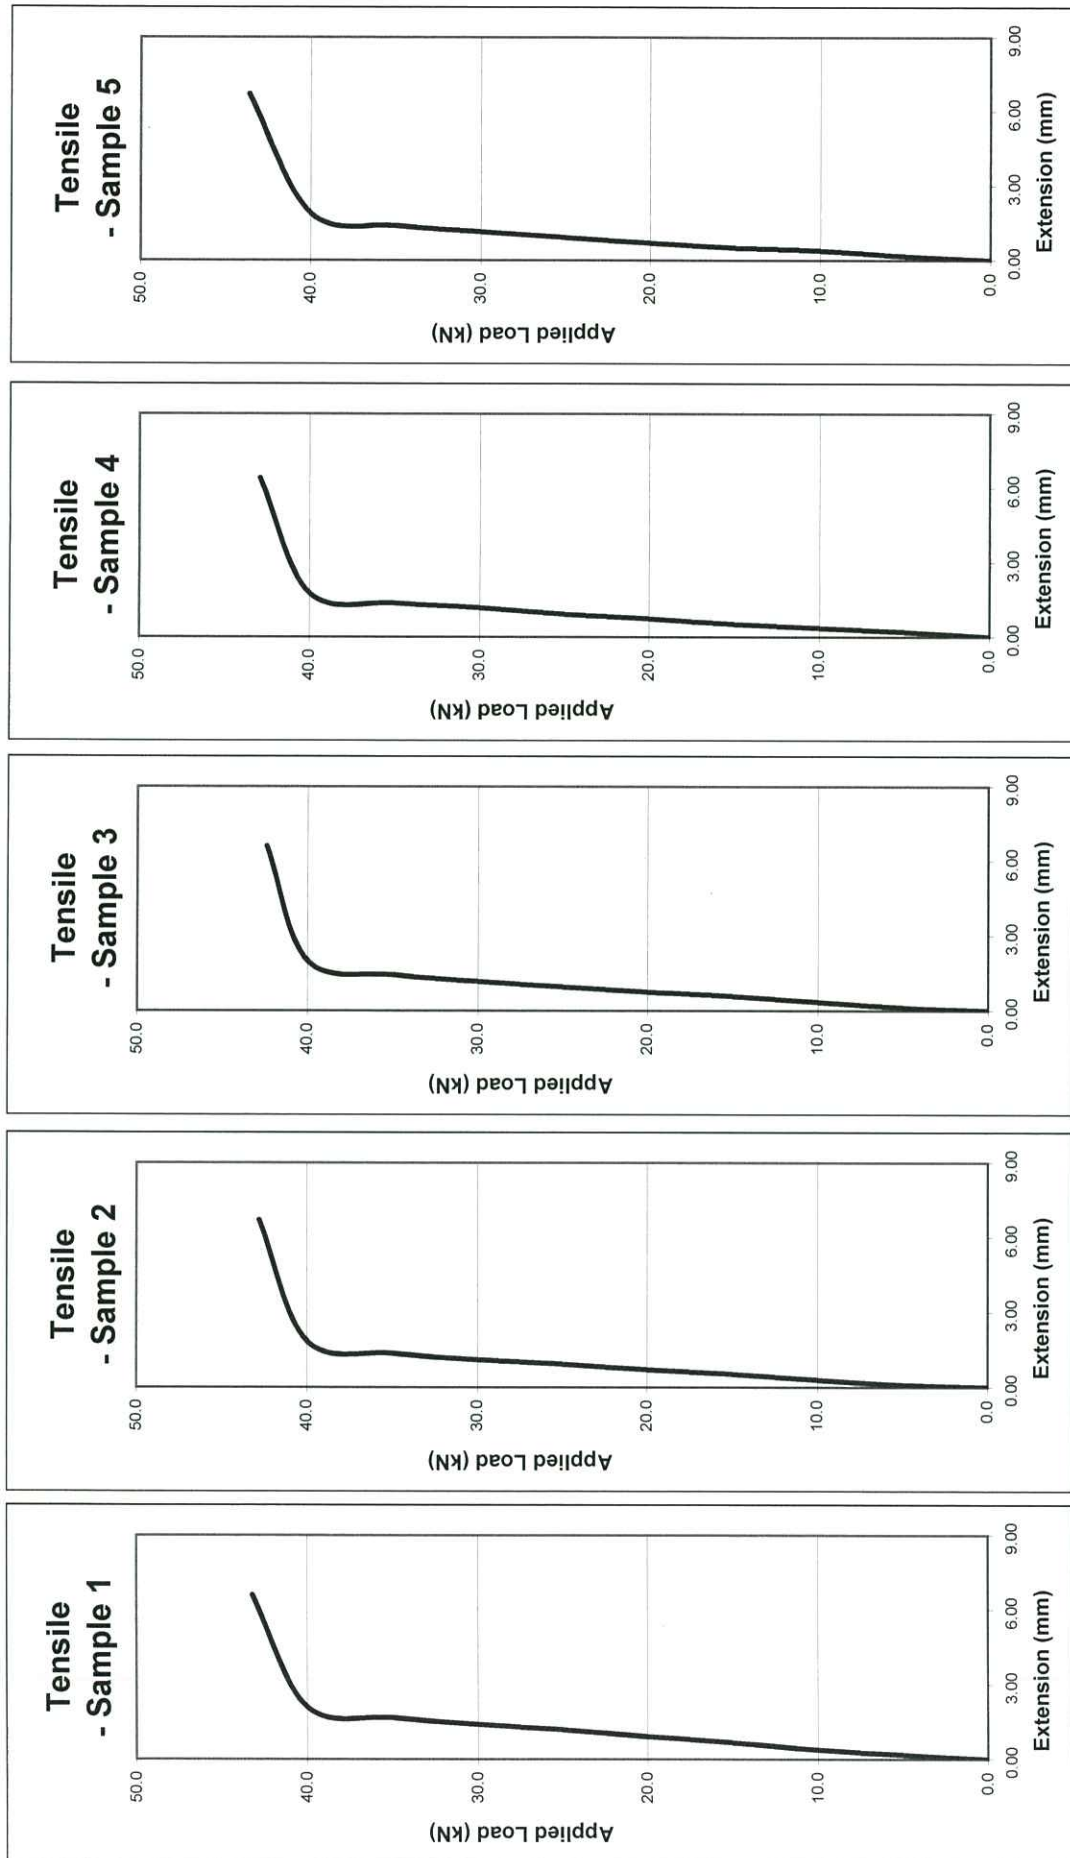 Tensile
- Sample 1
50.0
40.0
30.0
20.0
10.0
0.0
Applied Load (kN)
0.00 3.00 6.00 9.00
Extension (mm)
Tensile
- Sample 2
50.0
40.0
30.0
20.0
10.0
0.0
Applied Load (kN)
0.00 3.00 6.00 9.00
Extension (mm)
Tensile
- Sample 3
50.0
40.0
30.0
20.0
10.0
0.0
Applied Load (kN)
0.00 3.00 6.00 9.00
Extension (mm)
Tensile
- Sample 4
50.0
40.0
30.0
20.0
10.0
0.0
Applied Load (kN)
0.00 3.00 6.00 9.00
Extension (mm)
Tensile
- Sample 5
50.0
40.0
30.0
20.0
10.0
0.0
Applied Load (kN)
0.00 3.00 6.00 9.00
Extension (mm)